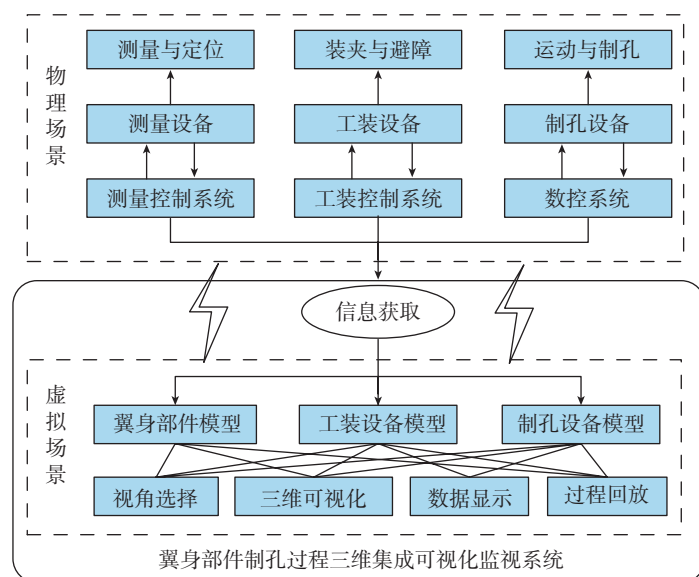 物理场景
测量与定位
装夹与避障
运动与制孔
测量设备
工装设备
制孔设备
测量控制系统
工装控制系统
数控系统
信息获取
虚拟场景
翼身部件模型
工装设备模型
制孔设备模型
视角选择
三维可视化
数据显示
过程回放
翼身部件制孔过程三维集成可视化监视系统